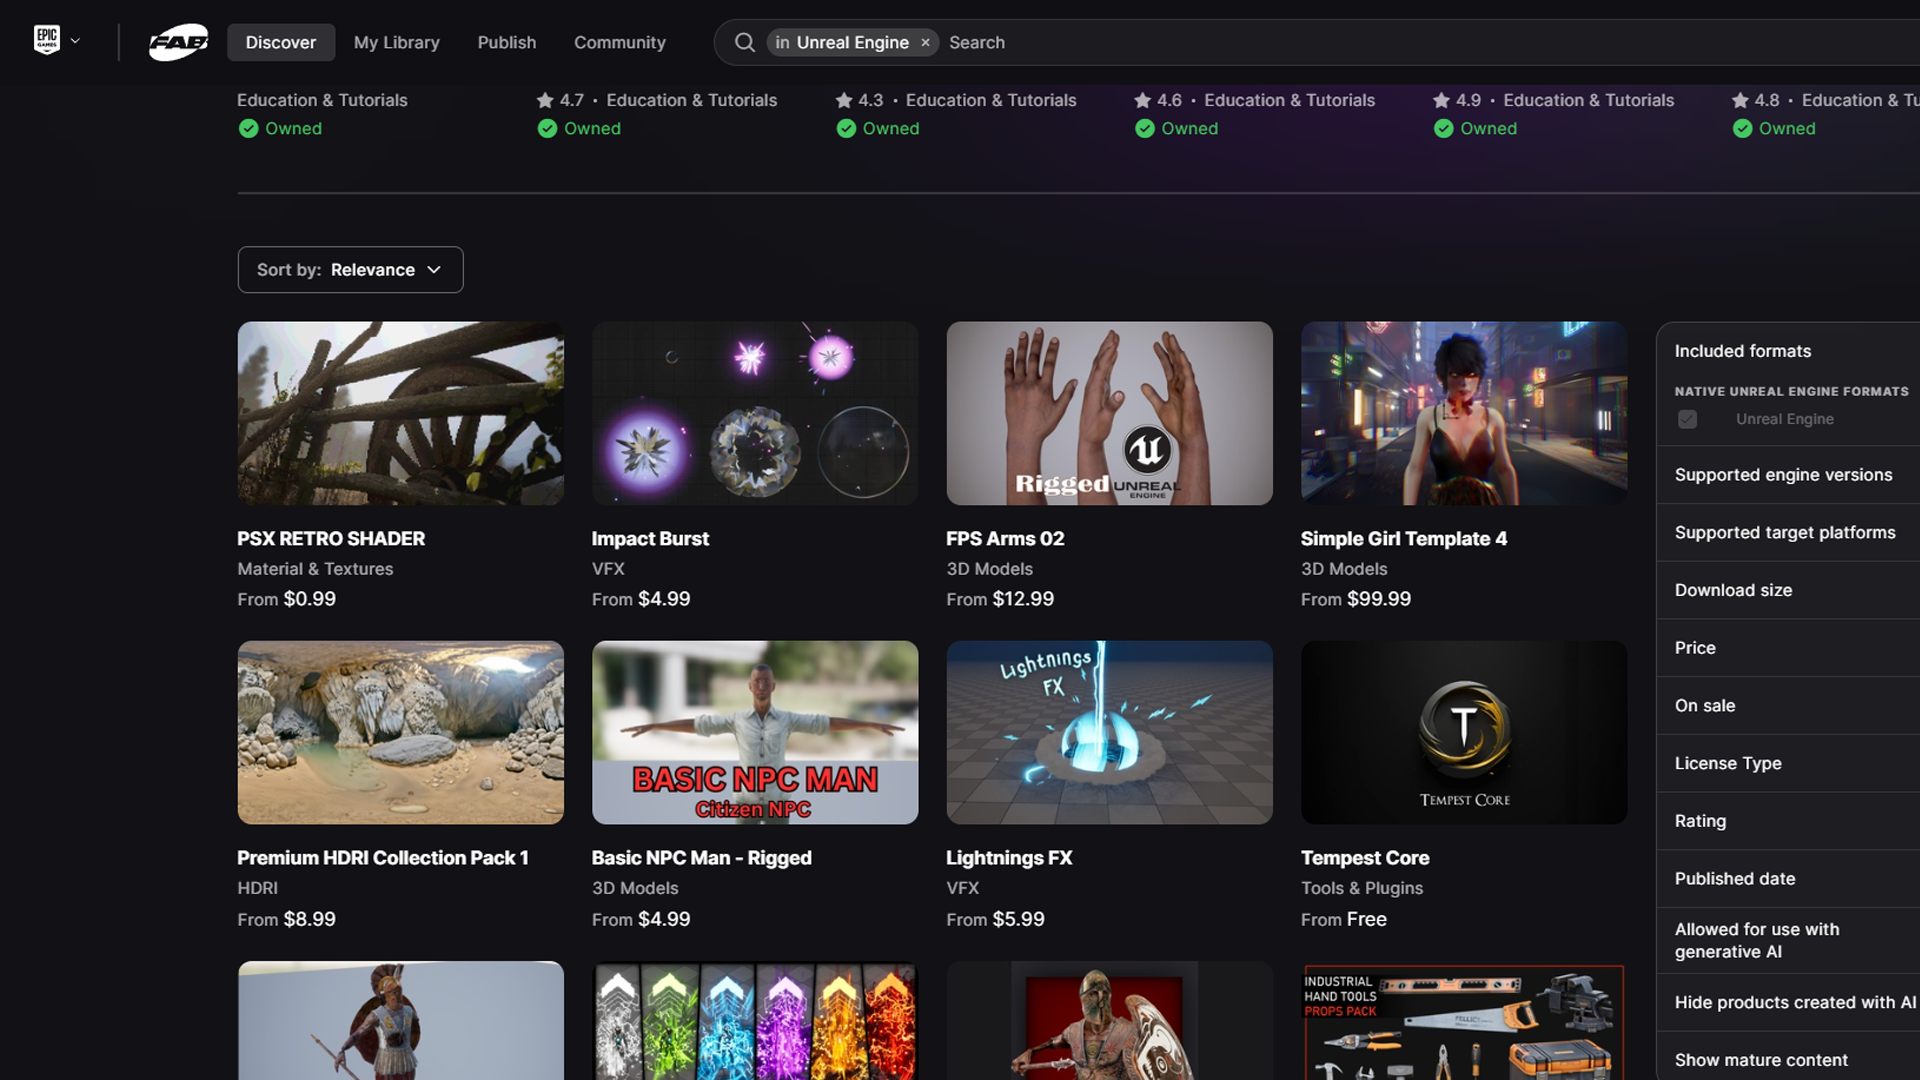 EPIC GAMES
FAB
Discover
My Library
Publish
Community
in Unreal Engine × Search
Education & Tutorials
Owned
4.7 · Education & Tutorials
Owned
4.3 · Education & Tutorials
Owned
4.6 · Education & Tutorials
Owned
4.9 · Education & Tutorials
Owned
4.8 · Education & Tu
Owned
Sort by: Relevance
PSX RETRO SHADER
Material & Textures
From $0.99
Impact Burst
VFX
From $4.99
Rigged UNREAL
ENGINE
FPS Arms 02
3D Models
From $12.99
Simple Girl Template 4
3D Models
From $99.99
Premium HDRI Collection Pack 1
HDRI
From $8.99
BASIC NPC MAN
Citizen NPC
Basic NPC Man - Rigged
3D Models
From $4.99
Lightnings
FX
Lightnings FX
VFX
From $5.99
T
TEMPEST CORE
Tempest Core
Tools & Plugins
From Free
INDUSTRIAL
HAND TOOLS
PROPS PACK
Included formats
NATIVE UNREAL ENGINE FORMATS
Unreal Engine
Supported engine versions
Supported target platforms
Download size
Price
On sale
License Type
Rating
Published date
Allowed for use with
generative AI
Hide products created with AI
Show mature content